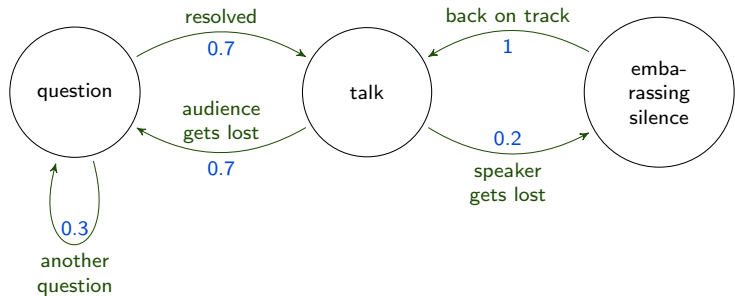 resolved
0.7
back on track
1
question
audience
gets lost
0.7
talk
0.2
speaker
gets lost
emba-
rassing
silence
0.3
another
question